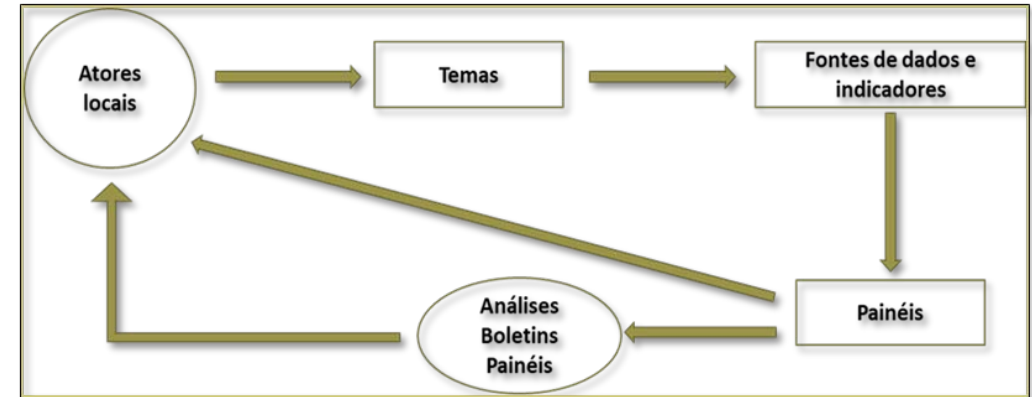 Atores
locais
Temas
Fontes de dados e
indicadores
Painéis
Análises
Boletins
Painéis